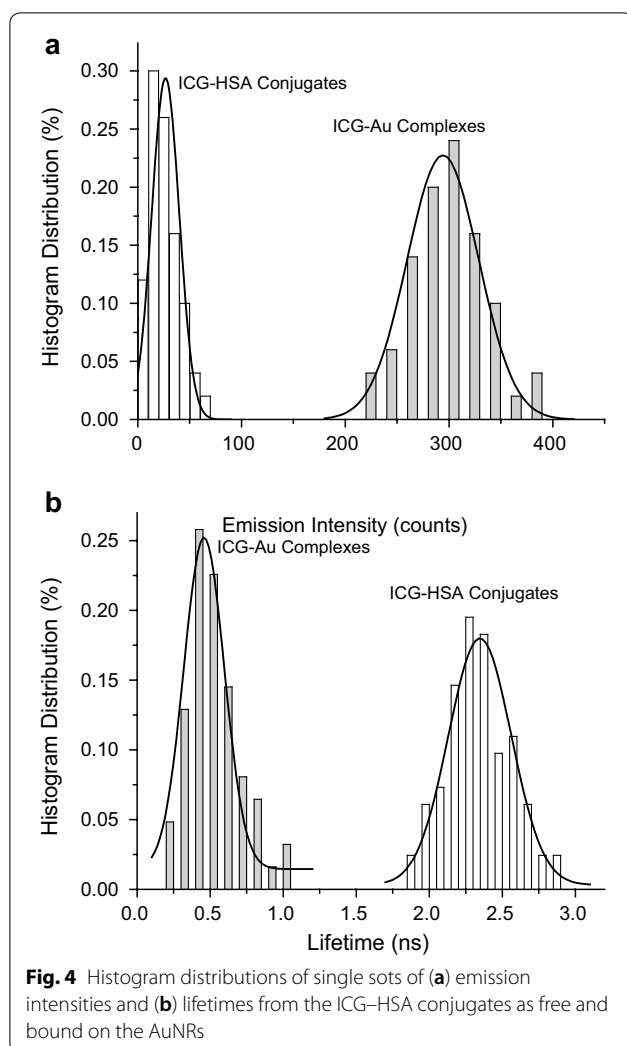 a
0.30
0.25
0.20
0.15
0.10
0.05
0.00
Histogram Distribution (%)
ICG-HSA Conjugates
ICG-Au Complexes
0 100 200 300 400
b
Emission Intensity (counts)
ICG-Au Complexes
ICG-HSA Conjugates
0.25
0.20
0.15
0.10
0.05
0.00
Histogram Distribution (%)
0.0 0.5 1.0 1.5 2.0 2.5 3.0
Lifetime (ns)
Fig. 4 Histogram distributions of single sots of (a) emission
intensities and (b) lifetimes from the ICG–HSA conjugates as free and
bound on the AuNRs